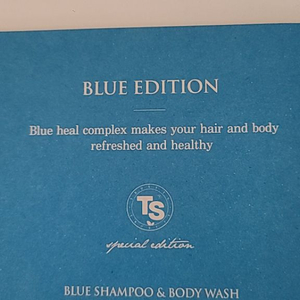 BLUE EDITION
Blue heal complex makes your hair and body
refreshed and healthy
TS
special edition
BLUE SHAMPOO & BODY WASH